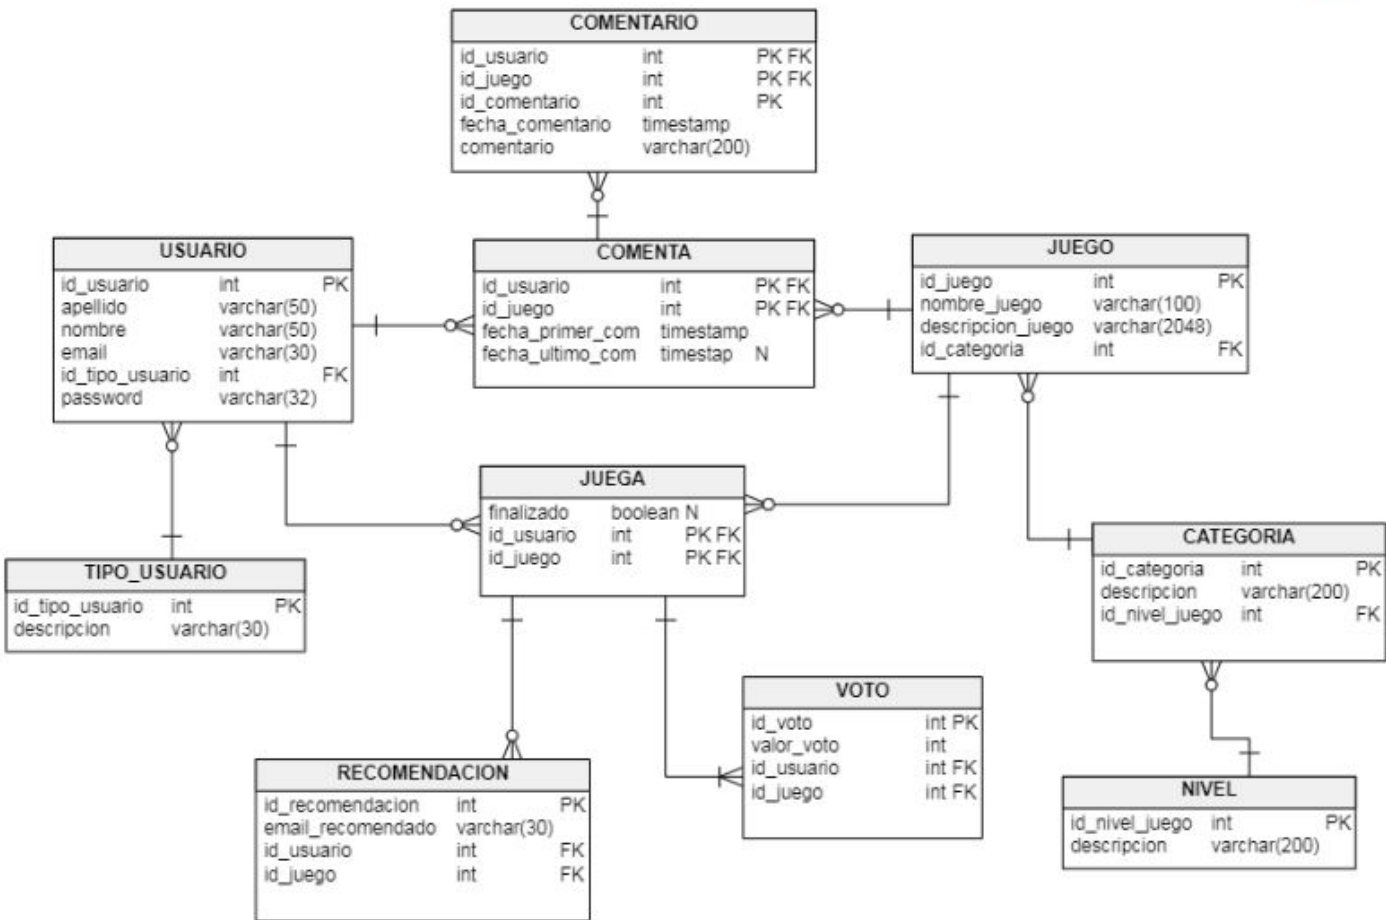 COMENTARIO
id_usuario int PK FK
id_juego int PK FK
id_comentario int PK
fecha_comentario timestamp
comentario varchar(200)
USUARIO
id_usuario int PK
apellido varchar(50)
nombre varchar(50)
email varchar(30)
id_tipo_usuario int FK
password varchar(32)
COMENTA
id_usuario int PK FK
id_juego int PK FK
fecha_primer_com timestamp
fecha_ultimo_com timestap N
JUEGO
id_juego int PK
nombre_juego varchar(100)
descripcion_juego varchar(2048)
id_categoria int FK
JUEGA
finalizado boolean N
id_usuario int PK FK
id_juego int PK FK
TIPO_USUARIO
id_tipo_usuario int PK
descripcion varchar(30)
CATEGORIA
id_categoria int PK
descripcion varchar(200)
id_nivel_juego int FK
RECOMENDACION
id_recomendacion int PK
email_recomendado varchar(30)
id_usuario int FK
id_juego int FK
VOTO
id_voto int PK
valor_voto int
id_usuario int FK
id_juego int FK
NIVEL
id_nivel_juego int PK
descripcion varchar(200)